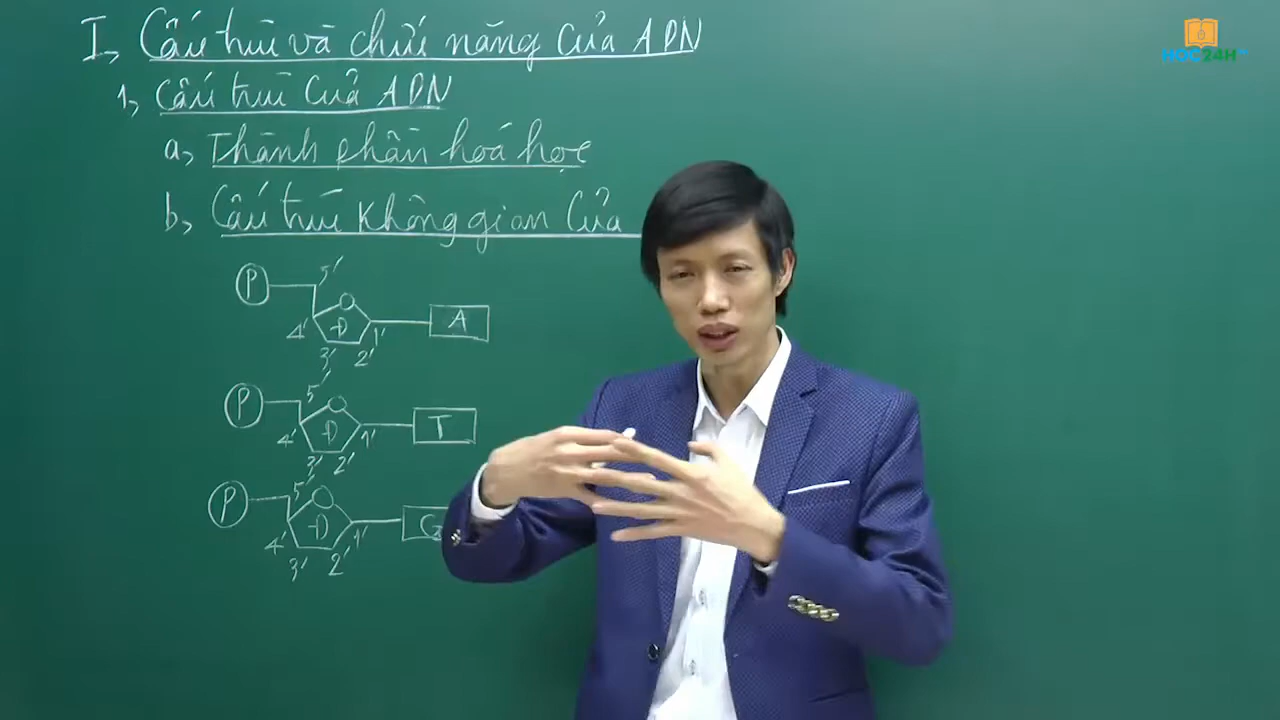 I, Cấu trúc và chức năng của ADN
HOC24H
1, Cấu trúc của ADN
a, Thành phần hoá học
b, Cấu trúc không gian của
P 5'
4' Đ 1' A
3' 2'
P 5'
4' Đ 1' T
3' 2'
P 5'
4' Đ 1' G
3' 2'